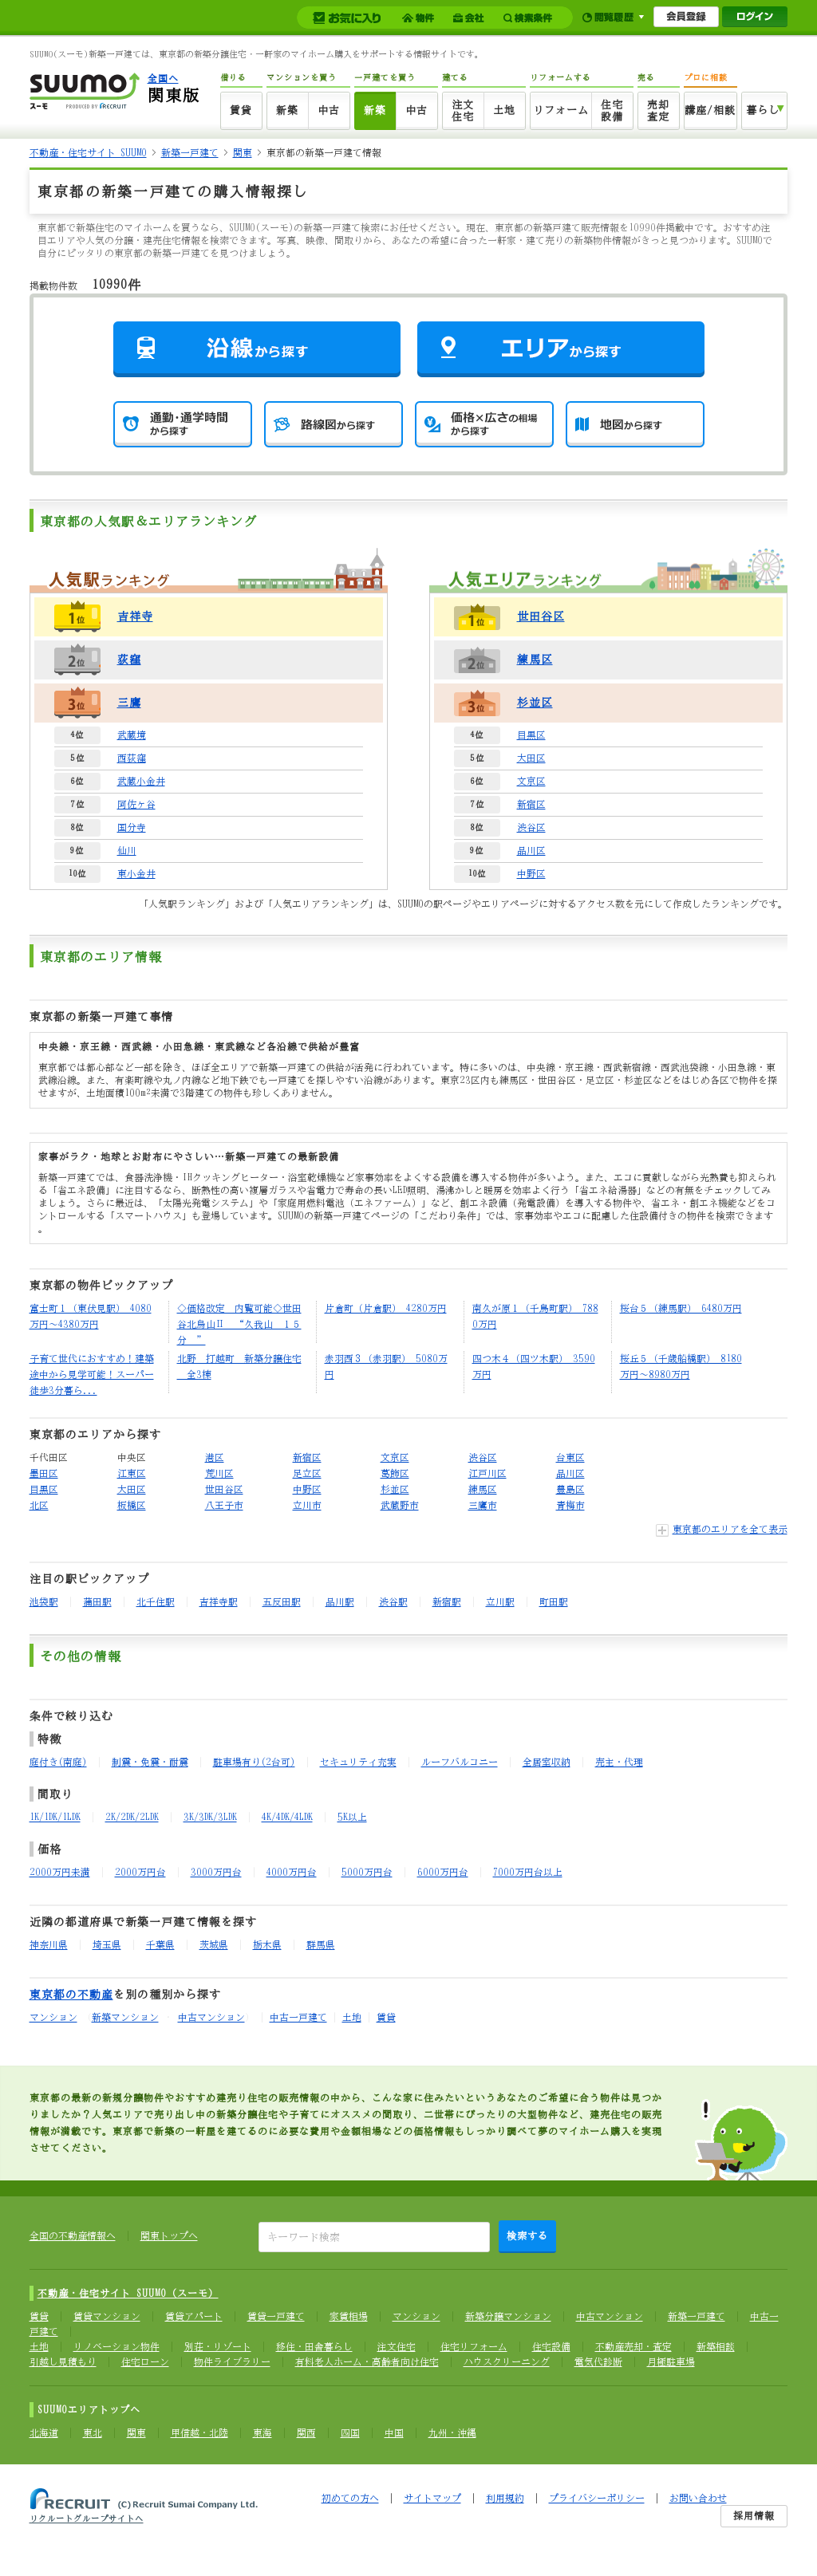 お気に入り 物件 会社 検索条件 閲覧履歴 会員登録 ログイン
SUUMO(スーモ)新築一戸建ては、東京都の新築分譲住宅・一軒家のマイホーム購入をサポートする情報サイトです。
SUUMO スーモ PRODUCED BY RECRUIT
全国へ
関東版
借りる マンションを買う 一戸建てを買う 建てる リフォームする 売る プロに相談
賃貸 新築 中古 新築 中古 注文住宅 土地 リフォーム 住宅設備 売却査定 講座/相談 暮らし
不動産・住宅サイト SUUMO > 新築一戸建て > 関東 > 東京都の新築一戸建て情報
東京都の新築一戸建ての購入情報探し
東京都で新築住宅のマイホームを買うなら、SUUMO(スーモ)の新築一戸建て検索にお任せください。現在、東京都の新築戸建て販売情報を10990件掲載中です。おすすめ注
目エリアや人気の分譲・建売住宅情報を検索できます。写真、映像、間取りから、あなたの希望に合った一軒家・建て売りの新築物件情報がきっと見つかります。SUUMOで
自分にピッタリの東京都の新築一戸建てを見つけましょう。
掲載物件数 10990件
沿線から探す エリアから探す
通勤・通学時間から探す 路線図から探す 価格×広さの相場から探す 地図から探す
東京都の人気駅＆エリアランキング
人気駅ランキング
1位 吉祥寺
2位 荻窪
3位 三鷹
4位 武蔵境
5位 西荻窪
6位 武蔵小金井
7位 阿佐ケ谷
8位 国分寺
9位 仙川
10位 東小金井
人気エリアランキング
1位 世田谷区
2位 練馬区
3位 杉並区
4位 目黒区
5位 大田区
6位 文京区
7位 新宿区
8位 渋谷区
9位 品川区
10位 中野区
「人気駅ランキング」および「人気エリアランキング」は、SUUMOの駅ページやエリアページに対するアクセス数を元にして作成したランキングです。
東京都のエリア情報
東京都の新築一戸建て事情
中央線・京王線・西武線・小田急線・東武線など各沿線で供給が豊富
東京都では都心部など一部を除き、ほぼ全エリアで新築一戸建ての供給が活発に行われています。特に多いのは、中央線・京王線・西武新宿線・西武池袋線・小田急線・東
武線沿線。また、有楽町線や丸ノ内線など地下鉄でも一戸建てを探しやすい沿線があります。東京23区内も練馬区・世田谷区・足立区・杉並区などをはじめ各区で物件を探
せますが、土地面積100m²未満で3階建ての物件も珍しくありません。
家事がラク・地球とお財布にやさしい…新築一戸建ての最新設備
新築一戸建てでは、食器洗浄機・IHクッキングヒーター・浴室乾燥機など家事効率をよくする設備を導入する物件が多いよう。また、エコに貢献しながら光熱費も抑えられ
る「省エネ設備」に注目するなら、断熱性の高い複層ガラスや省電力で寿命の長いLED照明、湯沸かしと暖房を効率よく行う「省エネ給湯器」などの有無をチェックしてみ
ましょう。さらに最近は、「太陽光発電システム」や「家庭用燃料電池（エネファーム）」など、創エネ設備（発電設備）を導入する物件や、省エネ・創エネ機能などをコ
ントロールする「スマートハウス」も登場しています。SUUMOの新築一戸建てページの「こだわり条件」では、家事効率やエコに配慮した住設備付きの物件を検索できます
。
東京都の物件ピックアップ
富士町１（東伏見駅） 4080万円～4380万円
◇価格改定 内覧可能◇世田谷北烏山II “久我山 １５分 ”
片倉町（片倉駅） 4280万円
南久が原１（千鳥町駅） 7880万円
桜台５（練馬駅） 6480万円
子育て世代におすすめ！建築途中から見学可能！スーパー徒歩3分暮ら...
北野 打越町 新築分譲住宅 全3棟
赤羽西３（赤羽駅） 5080万円
四つ木４（四ツ木駅） 3590万円
桜丘５（千歳船橋駅） 8180万円～8980万円
東京都のエリアから探す
千代田区 中央区 港区 新宿区 文京区 渋谷区 台東区
墨田区 江東区 荒川区 足立区 葛飾区 江戸川区 品川区
目黒区 大田区 世田谷区 中野区 杉並区 練馬区 豊島区
北区 板橋区 八王子市 立川市 武蔵野市 三鷹市 青梅市
東京都のエリアを全て表示
注目の駅ピックアップ
池袋駅 蒲田駅 北千住駅 吉祥寺駅 五反田駅 品川駅 渋谷駅 新宿駅 立川駅 町田駅
その他の情報
条件で絞り込む
特徴
庭付き(南庭) 制震・免震・耐震 駐車場有り(2台可) セキュリティ充実 ルーフバルコニー 全居室収納 売主・代理
間取り
1K/1DK/1LDK 2K/2DK/2LDK 3K/3DK/3LDK 4K/4DK/4LDK 5K以上
価格
2000万円未満 2000万円台 3000万円台 4000万円台 5000万円台 6000万円台 7000万円台以上
近隣の都道府県で新築一戸建て情報を探す
神奈川県 埼玉県 千葉県 茨城県 栃木県 群馬県
東京都の不動産を別の種別から探す
マンション 新築マンション 中古マンション 中古一戸建て 土地 賃貸
東京都の最新の新規分譲物件やおすすめ建売り住宅の販売情報の中から、こんな家に住みたいというあなたのご希望に合う物件は見つか
りましたか？人気エリアで売り出し中の新築分譲住宅や子育てにオススメの間取り、二世帯にぴったりの大型物件など、建売住宅の販売
情報が満載です。東京都で新築の一軒屋を建てるのに必要な費用や金額相場などの価格情報もしっかり調べて夢のマイホーム購入を実現
させてください。
全国の不動産情報へ 関東トップへ キーワード検索 検索する
不動産・住宅サイト SUUMO（スーモ）
賃貸 賃貸マンション 賃貸アパート 賃貸一戸建て 家賃相場 マンション 新築分譲マンション 中古マンション 新築一戸建て 中古一
戸建て
土地 リノベーション物件 別荘・リゾート 移住・田舎暮らし 注文住宅 住宅リフォーム 住宅設備 不動産売却・査定 新築相談
引越し見積もり 住宅ローン 物件ライブラリー 有料老人ホーム・高齢者向け住宅 ハウスクリーニング 電気代診断 月極駐車場
SUUMOエリアトップへ
北海道 東北 関東 甲信越・北陸 東海 関西 四国 中国 九州・沖縄
RECRUIT (C) Recruit Sumai Company Ltd.
リクルートグループサイトへ
初めての方へ | サイトマップ | 利用規約 | プライバシーポリシー | お問い合わせ
採用情報